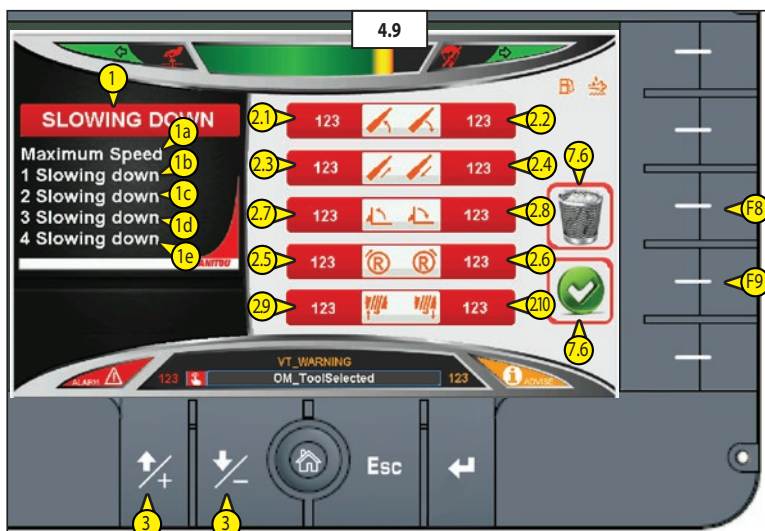 4.9
1
SLOWING DOWN
Maximum Speed
1a
1 Slowing down
1b
2 Slowing down
1c
3 Slowing down
1d
4 Slowing down
1e
MANITOU
2.1
123
123
2.2
2.3
123
123
2.4
2.7
123
123
2.8
2.5
123
R
R
123
2.6
2.9
123
123
2.10
7.6
7.6
F8
F9
ALARM
123
VT_WARNING
OM_ToolSelected
123
i
ADVISE
+
-
Esc
3
3